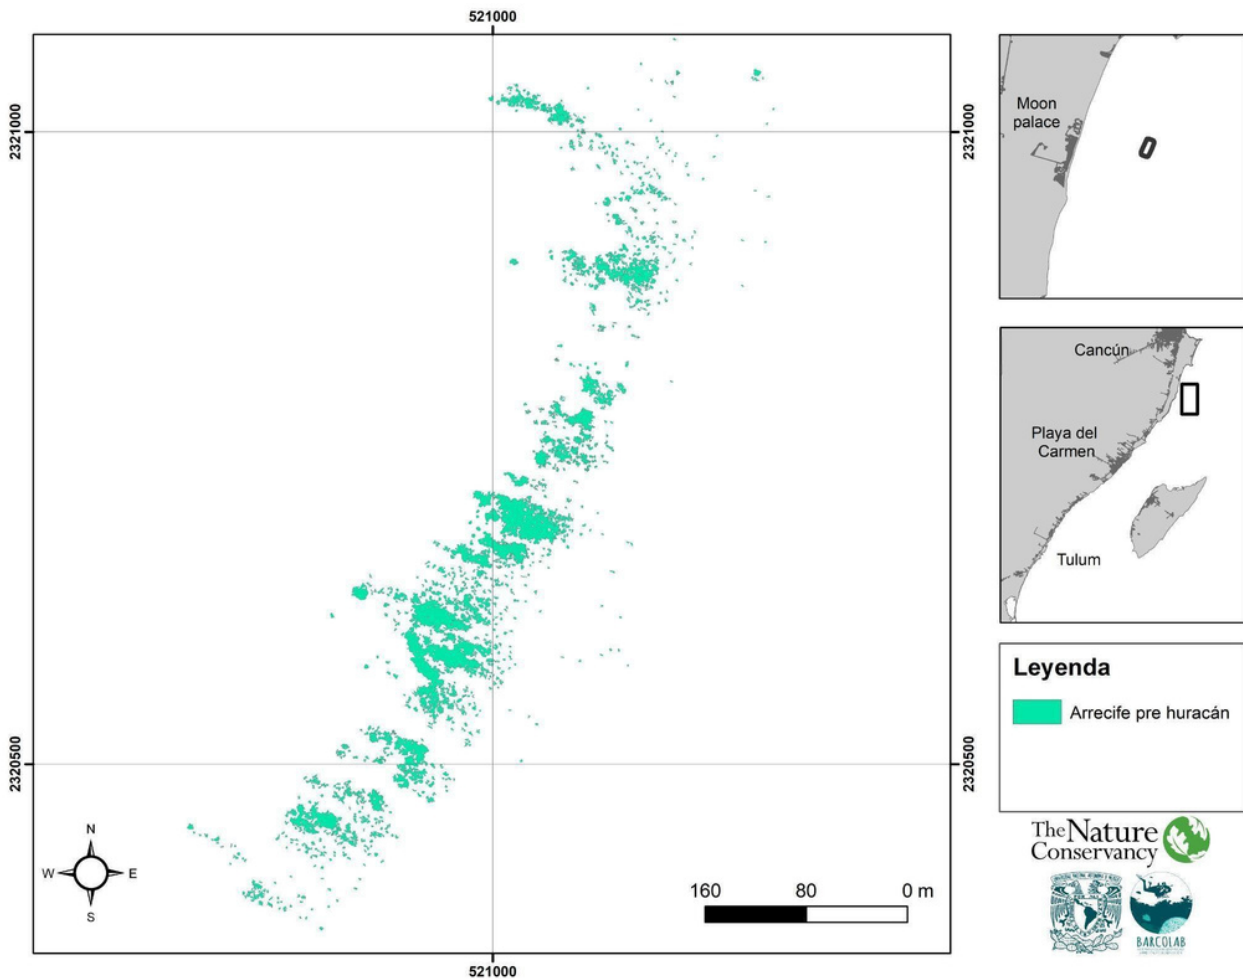 521000
2321000
2321000
2320500
2320500
N
W
E
S
160
80
0 m
521000
Moon
palace
Cancún
Playa del
Carmen
Tulum
Leyenda
Arrecife pre huracán
The Nature
Conservancy
BARCOLAB